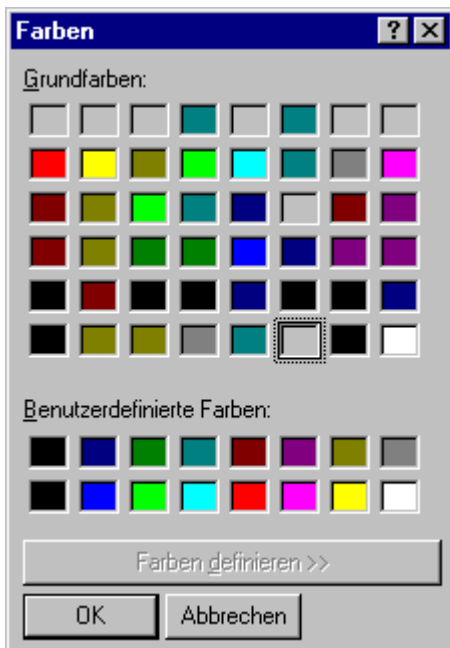 Farben
Grundfarben:
Benutzerdefinierte Farben:
Farben definieren >>
OK Abbrechen